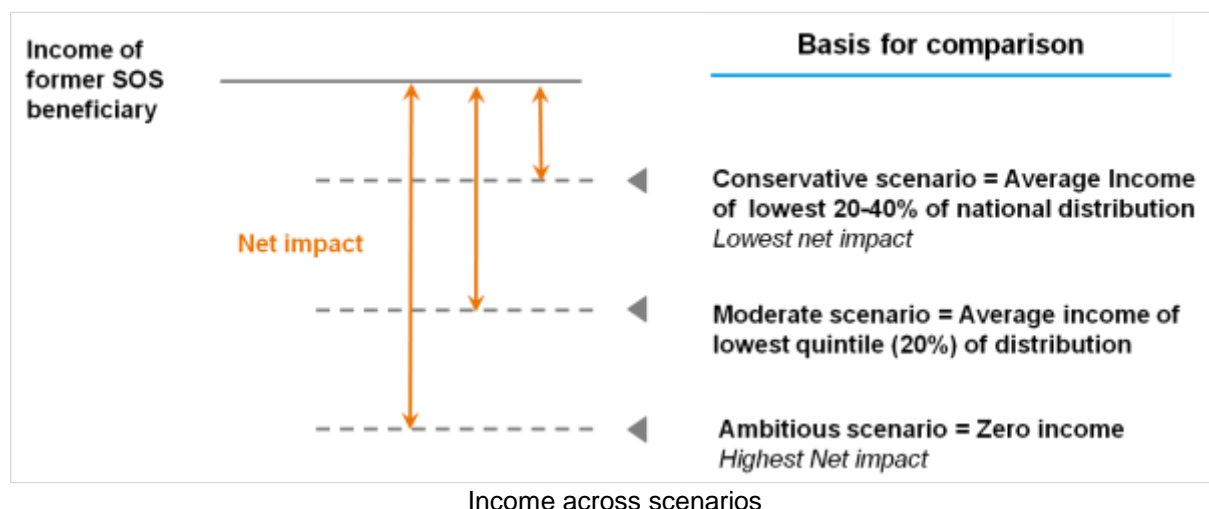 Income of
former SOS
beneficiary
Basis for comparison
Net impact
Conservative scenario = Average Income
of lowest 20-40% of national distribution
Lowest net impact
Moderate scenario = Average income of
lowest quintile (20%) of distribution
Ambitious scenario = Zero income
Highest Net impact
Income across scenarios